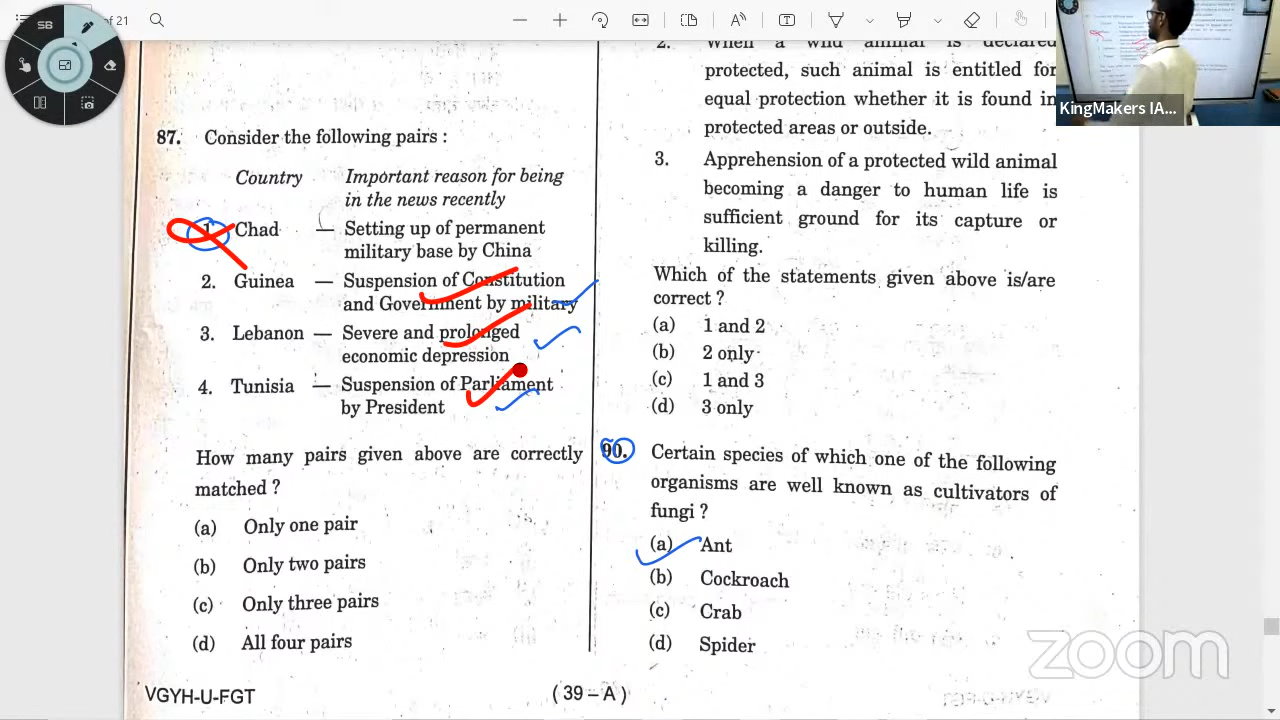 SB
of 21
KingMakers IA...
87. Consider the following pairs :
Country Important reason for being
in the news recently
1. Chad — Setting up of permanent
military base by China
2. Guinea — Suspension of Constitution
and Government by military
3. Lebanon — Severe and prolonged
economic depression
4. Tunisia — Suspension of Parliament
by President
How many pairs given above are correctly
matched ?
(a) Only one pair
(b) Only two pairs
(c) Only three pairs
(d) All four pairs
VGYH-U-FGT
( 39 – A )
2. When a wild animal is declared
protected, such animal is entitled for
equal protection whether it is found in
protected areas or outside.
3. Apprehension of a protected wild animal
becoming a danger to human life is
sufficient ground for its capture or
killing.
Which of the statements given above is/are
correct ?
(a) 1 and 2
(b) 2 only
(c) 1 and 3
(d) 3 only
90. Certain species of which one of the following
organisms are well known as cultivators of
fungi ?
(a) Ant
(b) Cockroach
(c) Crab
(d) Spider
zoom